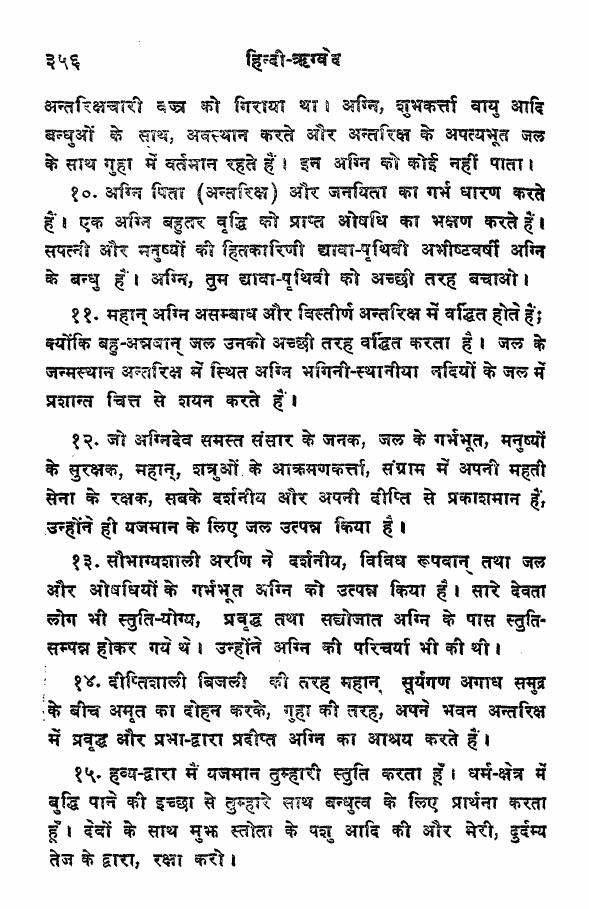 ३५६ हिन्दी-ऋग्वेद
अन्तरिक्षचारी वज्र को गिराया था। अग्नि, शुभकर्त्ता वायु आदि
बन्धुओं के साथ, अवस्थान करते और अन्तरिक्ष के अपत्यभूत जल
के साथ गुहा में वर्तमान रहते हैं। इन अग्नि को कोई नहीं पाता।
१०. अग्नि पिता (अन्तरिक्ष) और जनयिता का गर्भ धारण करते
हैं। एक अग्नि बहुतर वृद्धि को प्राप्त ओषधि का भक्षण करते हैं।
सपत्नी और मनुष्यों की हितकारिणी द्यावा-पृथिवी अभीष्टवर्षी अग्नि
के बन्धु हैं। अग्नि, तुम द्यावा-पृथिवी को अच्छी तरह बचाओ।
११. महान् अग्नि असम्बाध और विस्तीर्ण अन्तरिक्ष में वर्द्धित होते हैं;
क्योंकि बहु-अन्नवान् जल उनको अच्छी तरह वर्द्धित करता है। जल के
जन्मस्थान अन्तरिक्ष में स्थित अग्नि भगिनी-स्थानीया नदियों के जल में
प्रशान्त चित्त से शयन करते हैं।
१२. जो अग्निदेव समस्त संसार के जनक, जल के गर्भभूत, मनुष्यों
के सुरक्षक, महान्, शत्रुओं के आक्रमणकर्त्ता, संग्राम में अपनी महती
सेना के रक्षक, सबके दर्शनीय और अपनी दीप्ति से प्रकाशमान हैं,
उन्होंने ही यजमान के लिए जल उत्पन्न किया है।
१३. सौभाग्यशाली अरणि ने दर्शनीय, विविध रूपवान् तथा जल
और ओषधियों के गर्भभूत अग्नि को उत्पन्न किया है। सारे देवता
लोग भी स्तुति-योग्य, प्रवृद्ध तथा सद्योजात अग्नि के पास स्तुति-
सम्पन्न होकर गये थे। उन्होंने अग्नि की परिचर्या भी की थी।
१४. दीप्तिशाली बिजली की तरह महान् सूर्यगण अगाध समुद्र
के बीच अमृत का दोहन करके, गुहा की तरह, अपने भवन अन्तरिक्ष
में प्रवृद्ध और प्रभा-द्वारा प्रदीप्त अग्नि का आश्रय करते हैं।
१५. हव्य-द्वारा मैं यजमान तुम्हारी स्तुति करता हूँ। धर्म-क्षेत्र में
बुद्धि पाने की इच्छा से तुम्हारे साथ बन्धुत्व के लिए प्रार्थना करता
हूँ। देवों के साथ मुझ स्तोता के पशु आदि की और मेरी, दुर्दम्य
तेज के द्वारा, रक्षा करो।